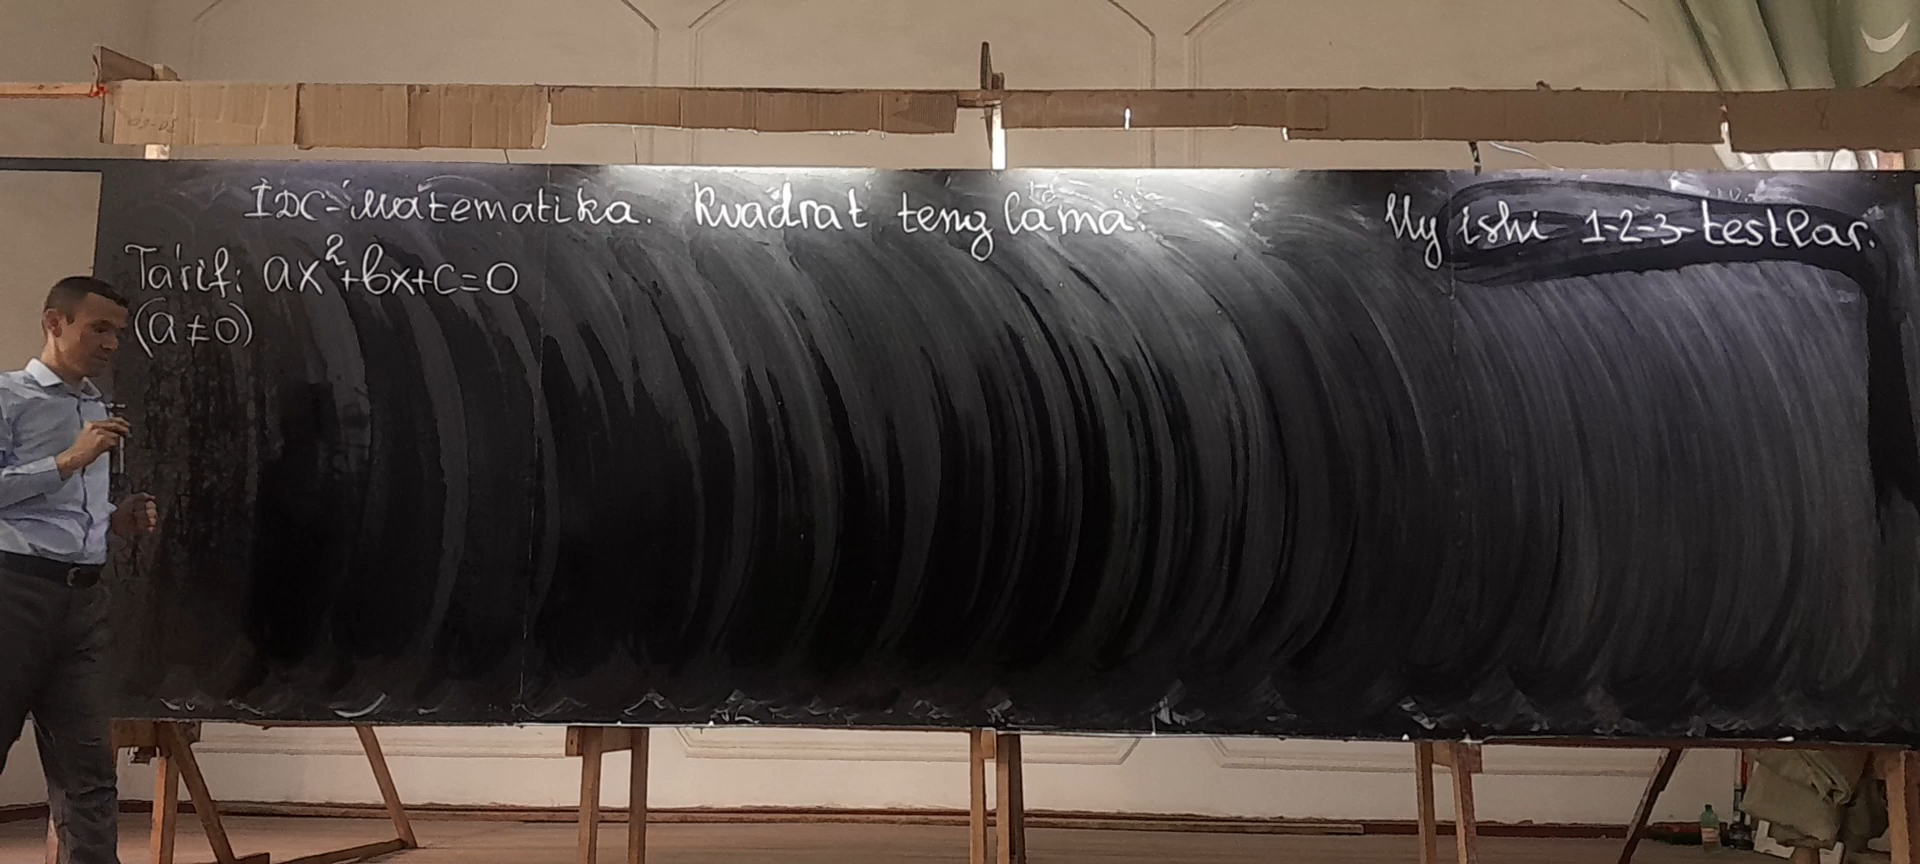 IDC-Matematika. Kvadrat tenglama. Uy ishi 1-2-3-testlar.
Ta'rif: ax²+bx+c=0
(a≠0)